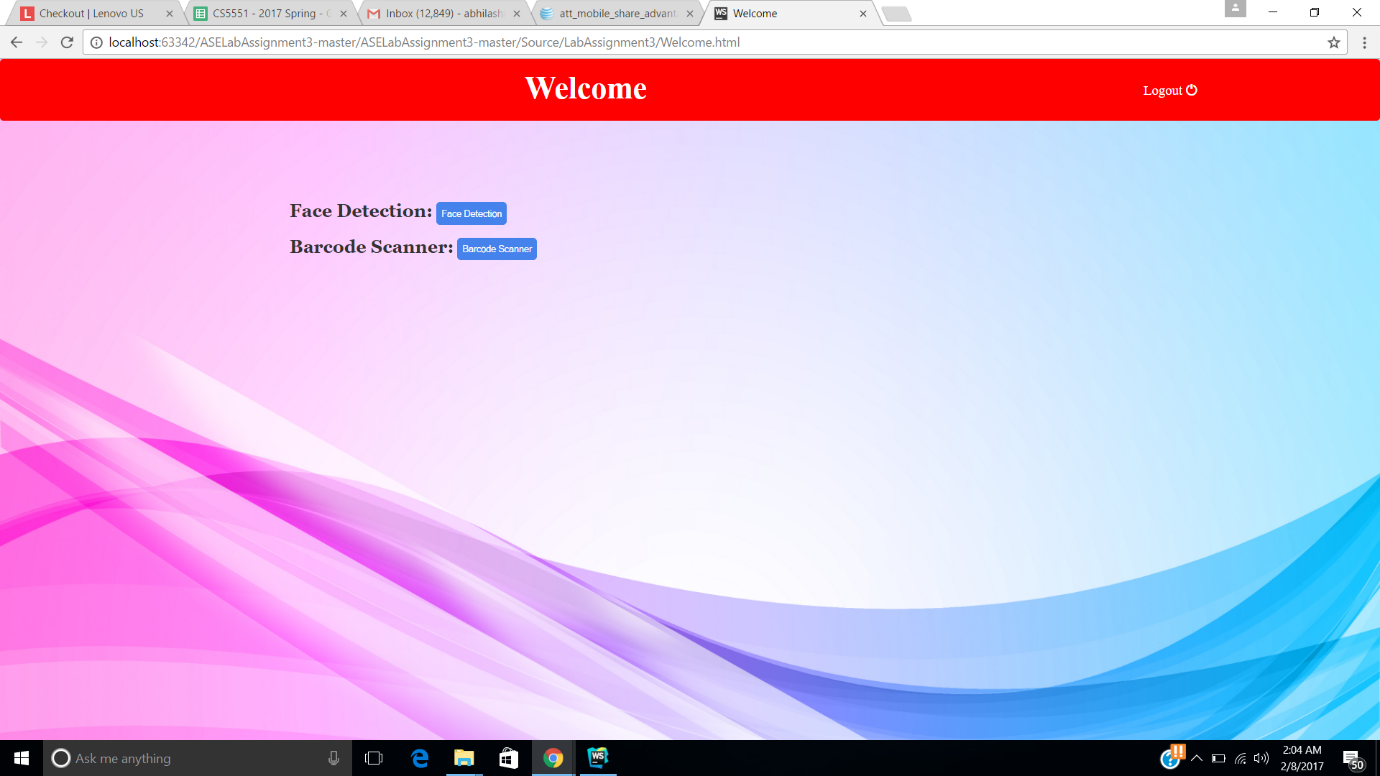 Checkout | Lenovo US
CS5551 - 2017 Spring -
Inbox (12,849) - abhilash
att_mobile_share_advant
WS Welcome
localhost:63342/ASELabAssignment3-master/ASELabAssignment3-master/Source/LabAssignment3/Welcome.html
Welcome
Logout
Face Detection: Face Detection
Barcode Scanner: Barcode Scanner
Ask me anything
WS
2:04 AM
2/8/2017
50